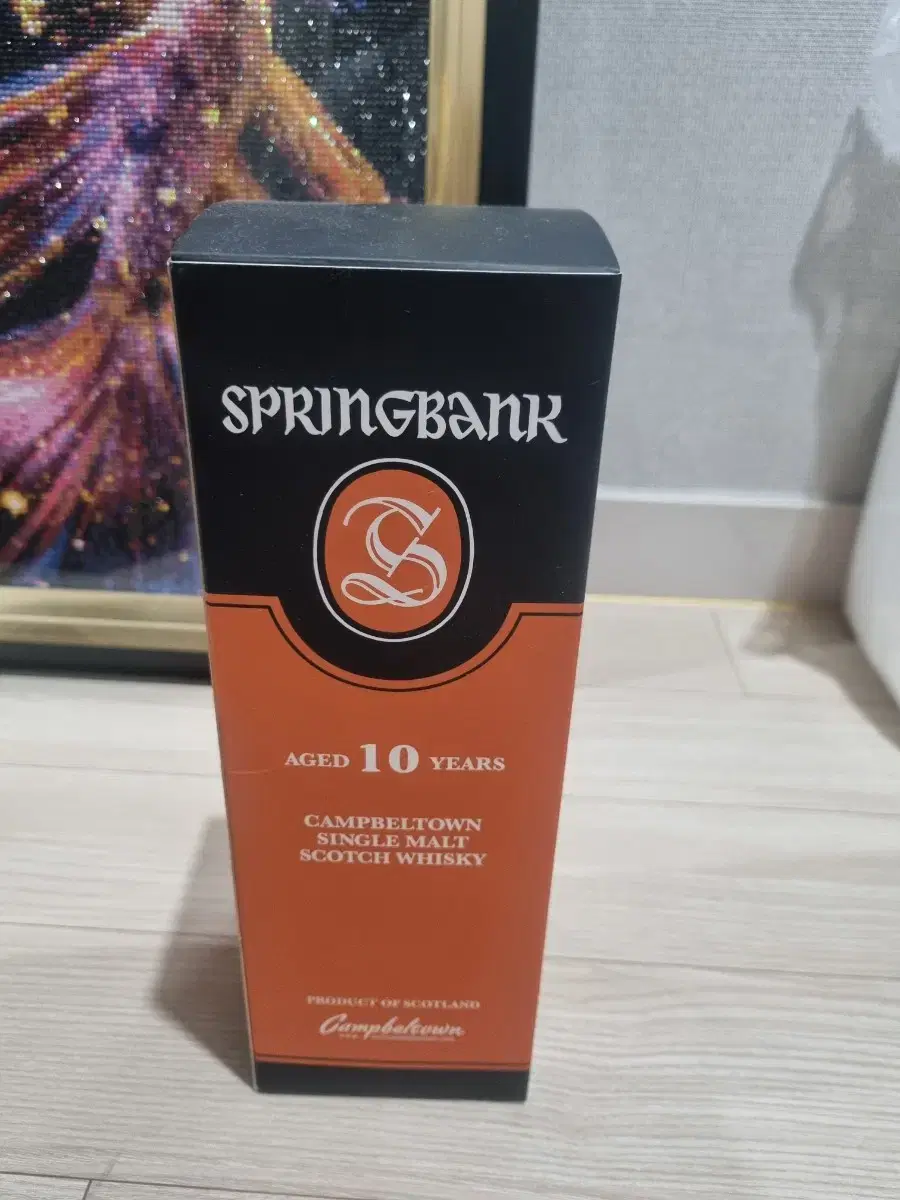 SPRINGBANK
S
AGED 10 YEARS
CAMPBELTOWN
SINGLE MALT
SCOTCH WHISKY
PRODUCT OF SCOTLAND
Campbeltown